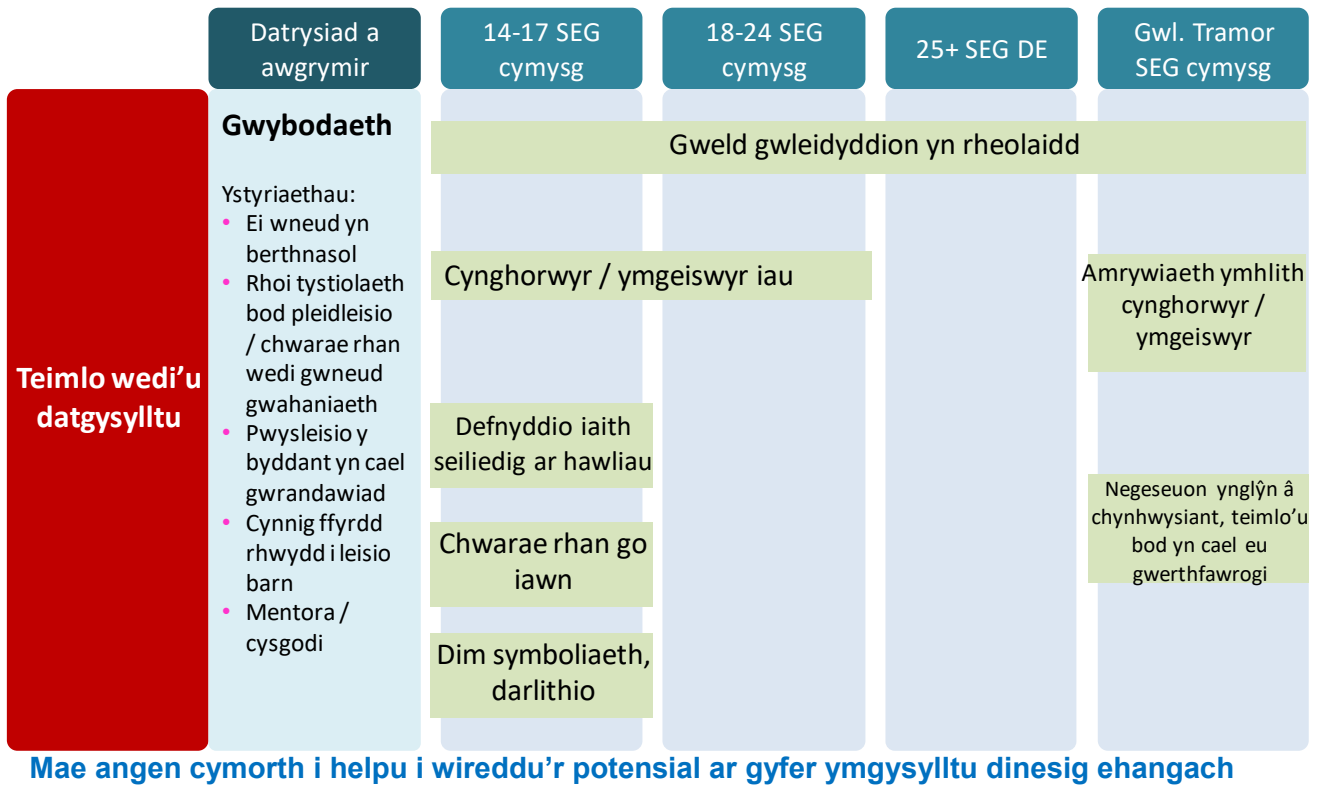 Datrysiad a
awgrymir
14-17 SEG
cymysg
18-24 SEG
cymysg
25+ SEG DE
Gwl. Tramor
SEG cymysg
Teimlo wedi’u
datgysylltu
Gwybodaeth
Ystyriaethau:
• Ei wneud yn
berthnasol
• Rhoi tystiolaeth
bod pleidleisio
/ chwarae rhan
wedi gwneud
gwahaniaeth
• Pwysleisio y
byddant yn cael
gwrandawiad
• Cynnig ffyrdd
rhwydd i leisio
barn
• Mentora /
cysgodi
Gweld gwleidyddion yn rheolaidd
Cynghorwyr / ymgeiswyr iau
Amrywiaeth ymhlith
cynghorwyr /
ymgeiswyr
Defnyddio iaith
seiliedig ar hawliau
Negeseuon ynglŷn â
chynhwysiant, teimlo’u
bod yn cael eu
gwerthfawrogi
Chwarae rhan go
iawn
Dim symboliaeth,
darlithio
Mae angen cymorth i helpu i wireddu’r potensial ar gyfer ymgysylltu dinesig ehangach